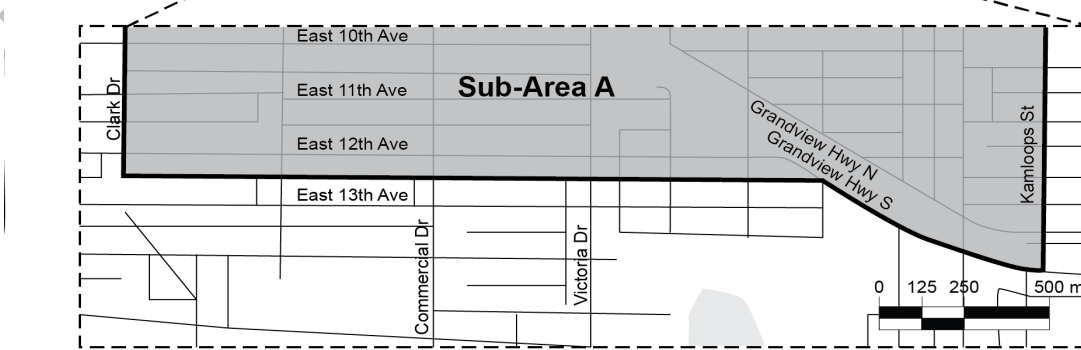 East 10th Ave
East 11th Ave
Sub-Area A
Clark Dr
East 12th Ave
Grandview Hwy N
Grandview Hwy S
Kamloops St
East 13th Ave
Commercial Dr
Victoria Dr
0 125 250 500 m